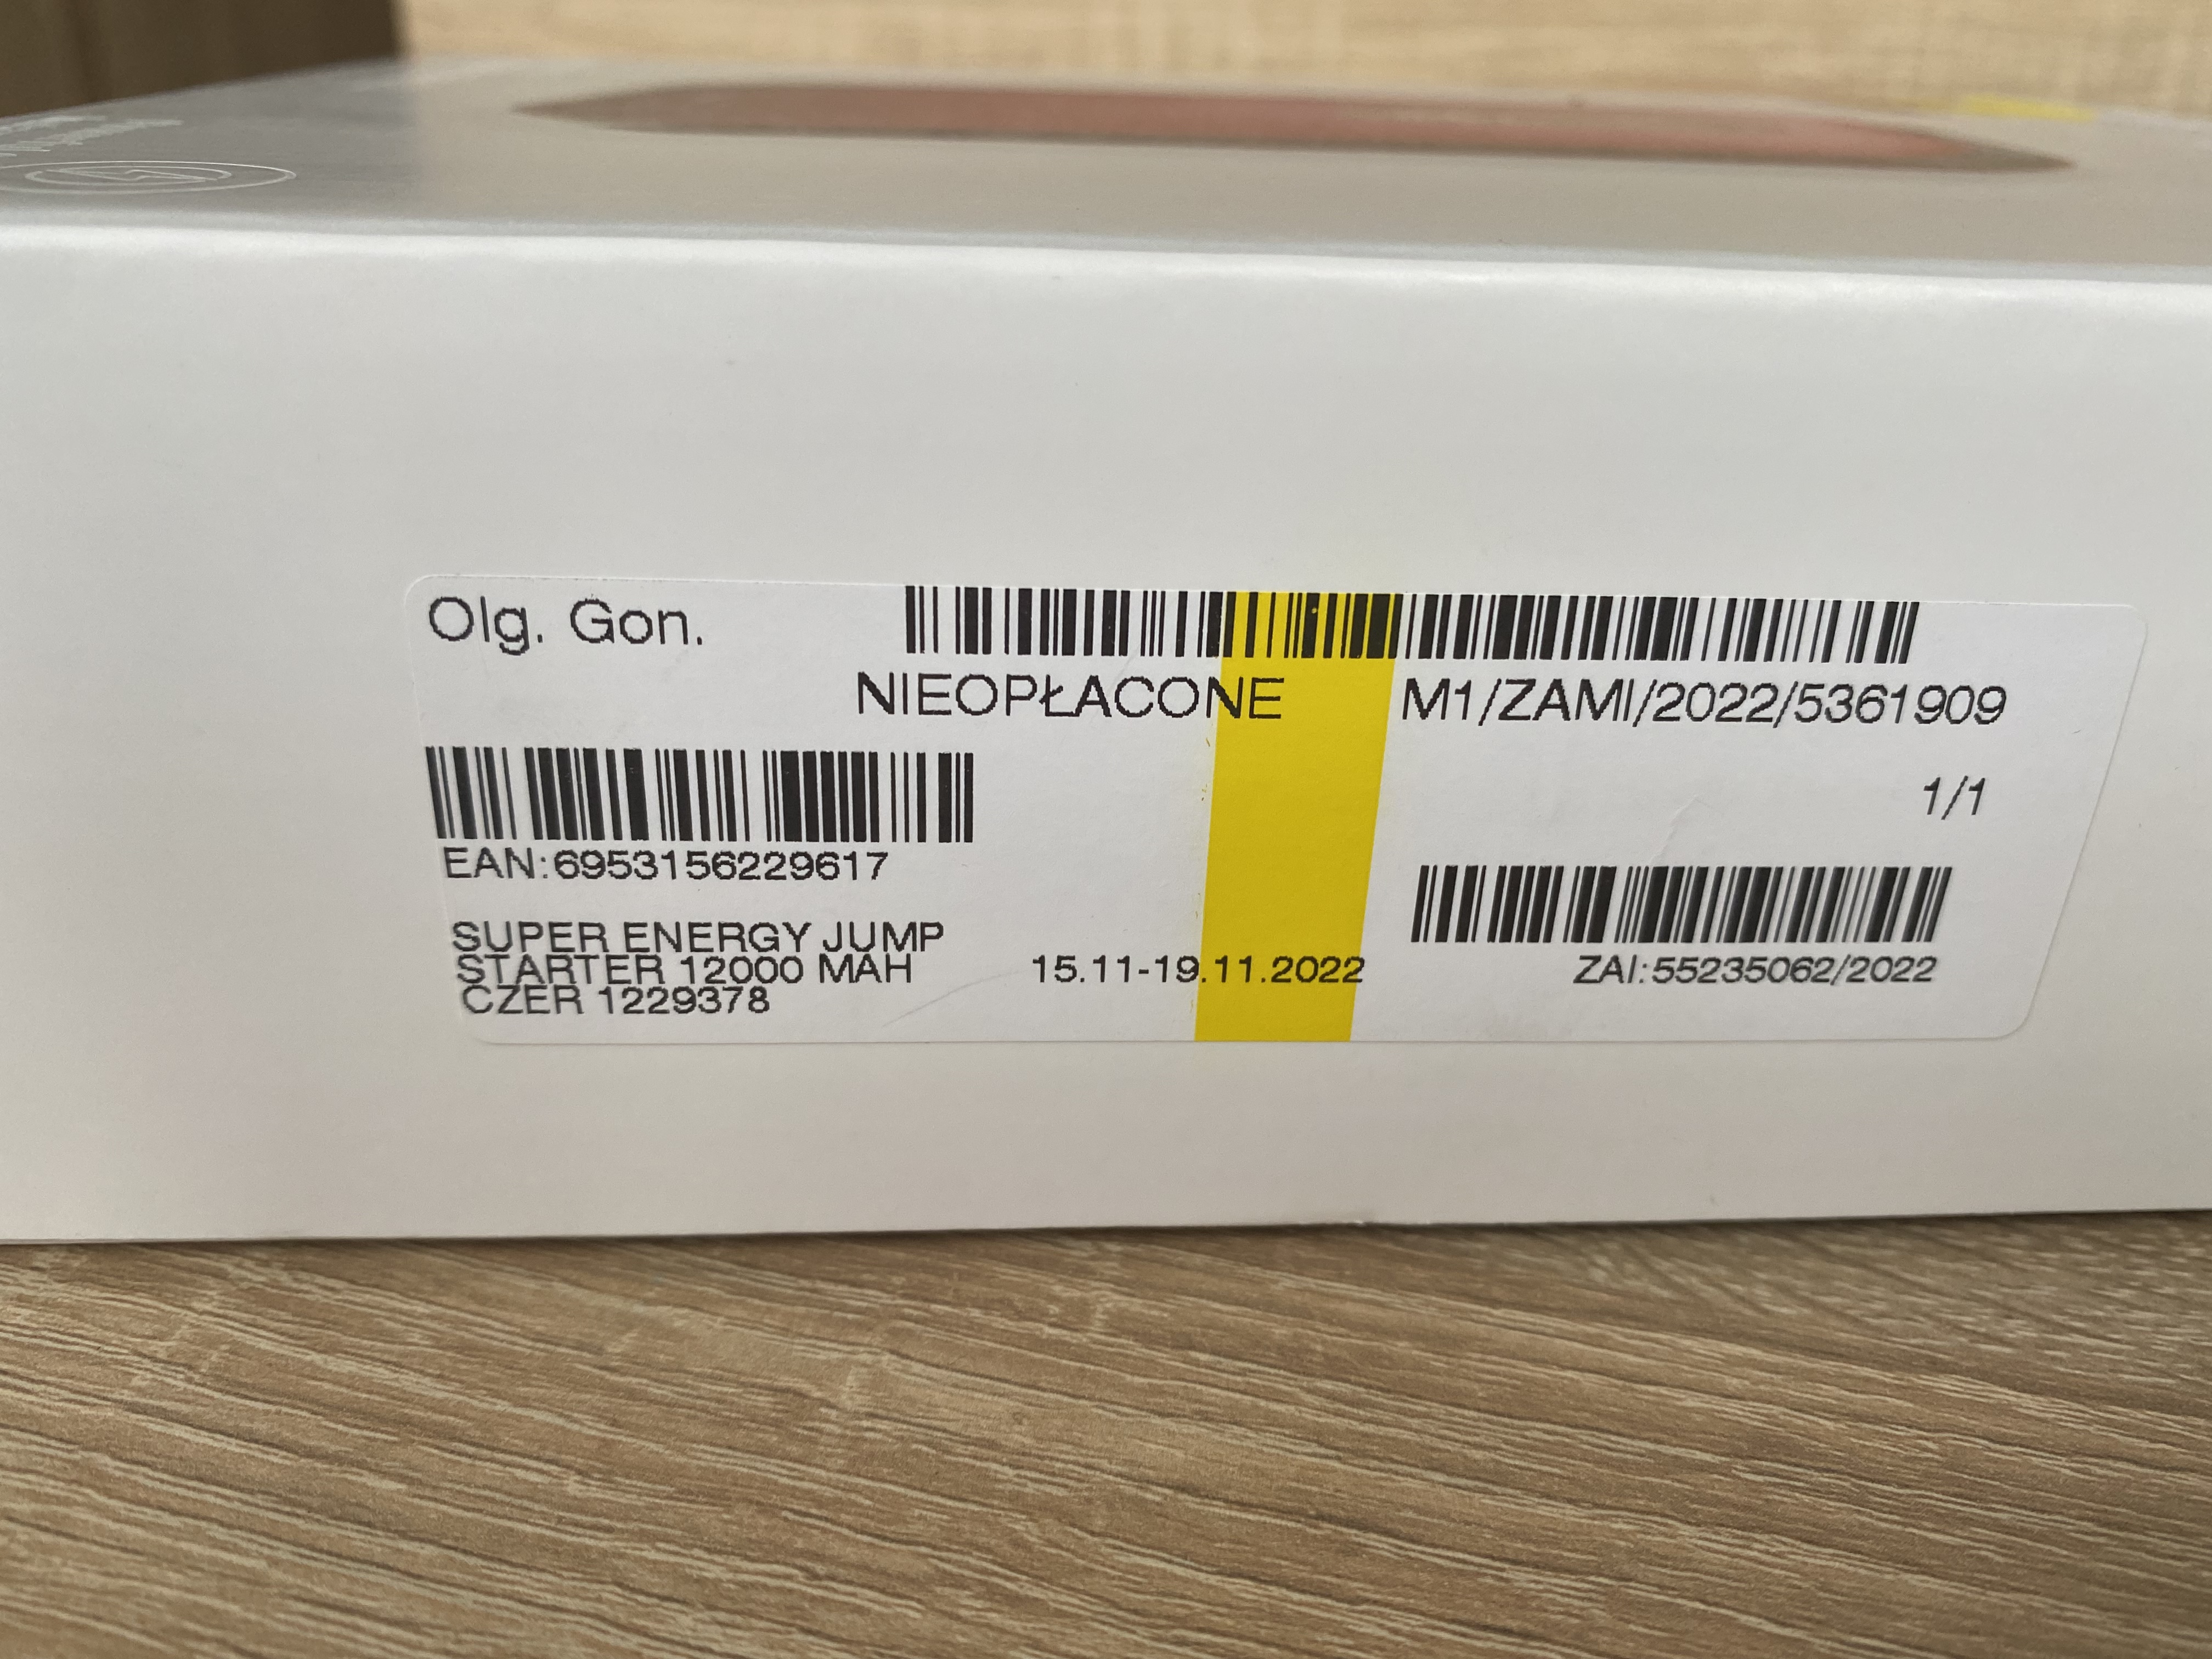 Olg. Gon.
NIEOPŁACONE M1/ZAMI/2022/5361909
1/1
EAN:6953156229617
SUPER ENERGY JUMP
STARTER 12000 MAH
CZER 1229378
15.11-19.11.2022
ZAI:55235062/2022